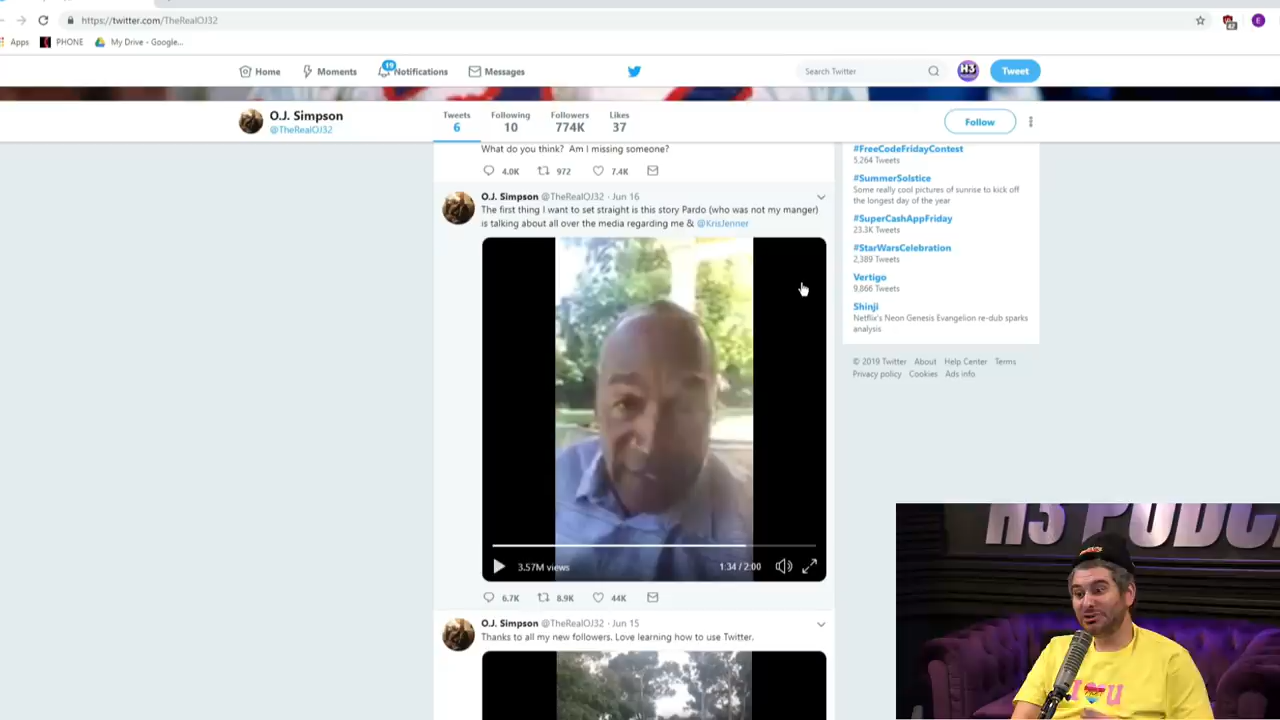 https://twitter.com/TheRealOJ32
Apps PHONE My Drive - Google...
Home Moments 19 Notifications Messages Search Twitter H3 Tweet
O.J. Simpson
@TheRealOJ32
Tweets Following Followers Likes
6 10 774K 37
Follow
What do you think? Am I missing someone?
4.0K 972 7.4K
O.J. Simpson @TheRealOJ32 · Jun 16
The first thing I want to set straight is this story Pardo (who was not my manger)
is talking about all over the media regarding me & @KrisJenner
3.57M views 1:34 / 2:00
6.7K 8.9K 44K
O.J. Simpson @TheRealOJ32 · Jun 15
Thanks to all my new followers. Love learning how to use Twitter.
#FreeCodeFridayContest
5,264 Tweets
#SummerSolstice
Some really cool pictures of sunrise to kick off
the longest day of the year
#SuperCashAppFriday
23.3K Tweets
#StarWarsCelebration
2,389 Tweets
Vertigo
9,866 Tweets
Shinji
Netflix's Neon Genesis Evangelion re-dub sparks
analysis
© 2019 Twitter About Help Center Terms
Privacy policy Cookies Ads info
H3 PODC
I U